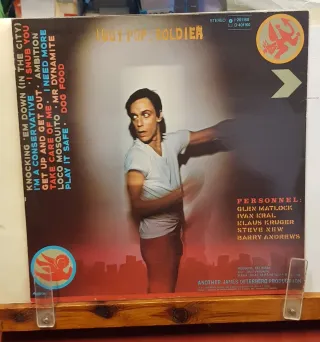 SOLDIER
STEREO
KNOCKING 'EM DOWN (IN THE CITY)
I'M A CONSERVATIVE · I SNUB YOU
GET UP AND GET OUT · AMBITION
TAKE CARE OF ME · I NEED MORE
LOCO MOSQUITO · MR DYNAMITE
PLAY IT SAFE · DOG FOOD
PERSONNEL:
GLEN MATLOCK
IVAN KRAL
KLAUS KRUGER
STEVE NEW
BARRY ANDREWS
ANOTHER